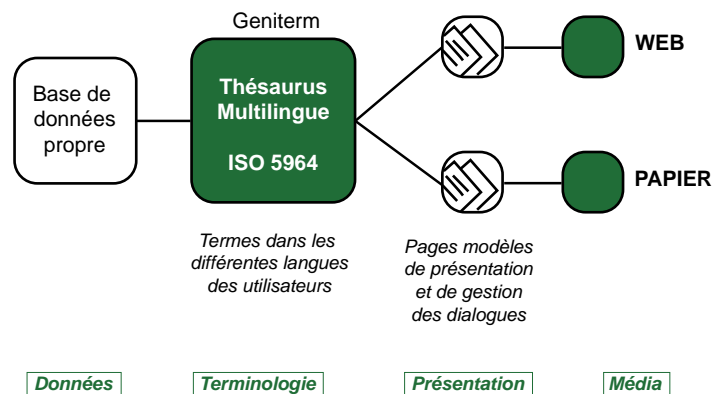 Geniterm
Base de
données
propre
Thésaurus
Multilingue
ISO 5964
WEB
PAPIER
Termes dans les
différentes langues
des utilisateurs
Pages modèles
de présentation
et de gestion
des dialogues
Données
Terminologie
Présentation
Média